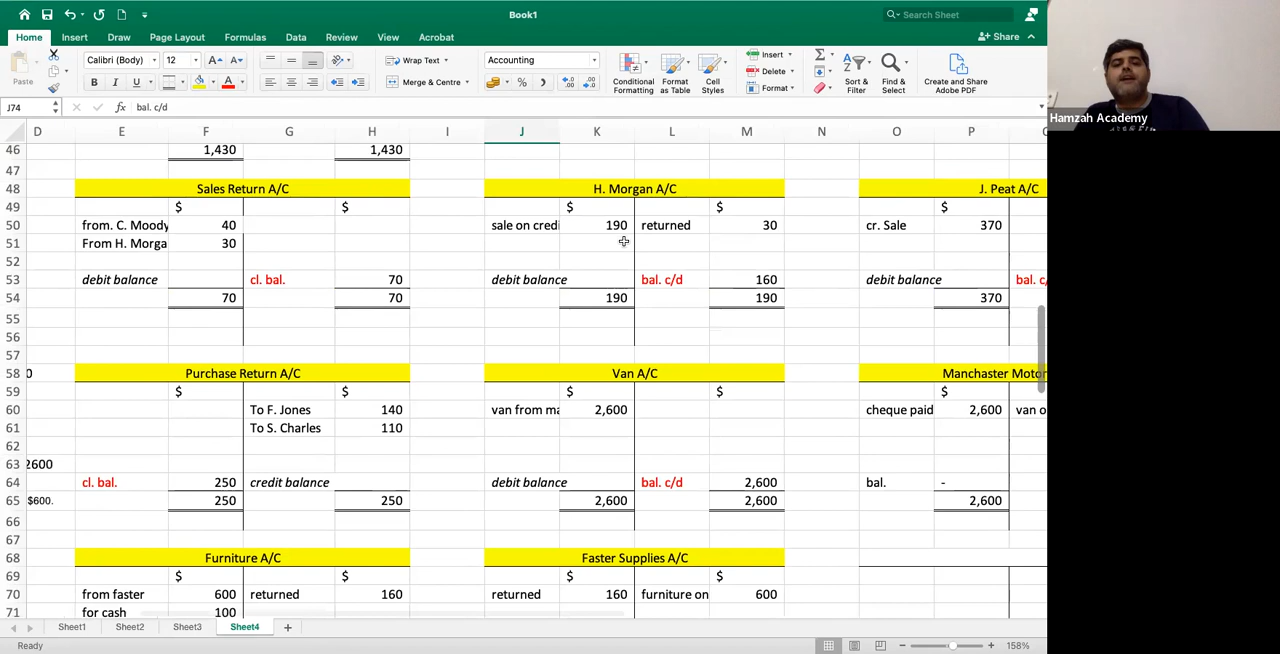 Book1
Search Sheet
Home Insert Draw Page Layout Formulas Data Review View Acrobat
Share
Paste
Calibri (Body) 12
Wrap Text
Merge & Centre
Accounting
Conditional Formatting
Format as Table
Cell Styles
Insert
Delete
Format
Sort & Filter
Find & Select
Create and Share Adobe PDF
B I U
J74 fx bal. c/d
D E F G H I J K L M N O P
46 1,430 1,430
47
48 Sales Return A/C H. Morgan A/C J. Peat A/C
49 $ $ $ $ $
50 from. C. Moody 40 sale on credi 190 returned 30 cr. Sale 370
51 From H. Morga 30
52
53 debit balance cl. bal. 70 debit balance bal. c/d 160 debit balance bal. c/
54 70 70 190 190 370
55
56
57
58 0 Purchase Return A/C Van A/C Manchaster Motor
59 $ $ $ $ $
60 To F. Jones 140 van from ma 2,600 cheque paid 2,600 van o
61 To S. Charles 110
62
63 2600
64 cl. bal. 250 credit balance debit balance bal. c/d 2,600 bal. -
65 $600. 250 250 2,600 2,600 2,600
66
67
68 Furniture A/C Faster Supplies A/C
69 $ $ $ $
70 from faster 600 returned 160 returned 160 furniture on 600
71 for cash 100
Sheet1 Sheet2 Sheet3 Sheet4 +
Ready 158%
Hamzah Academy